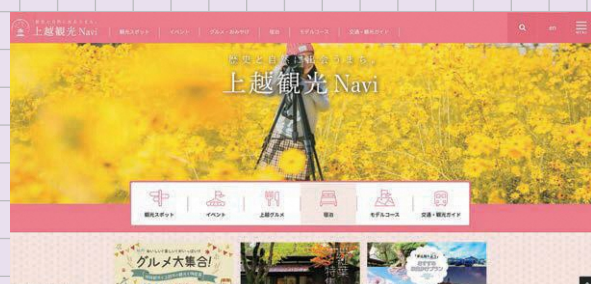 上越観光Navi
観光スポット
イベント
グルメ・おみやげ
宿泊
モデルコース
交通・観光ガイド
en
歴史と自然に出会うまち。
上越観光Navi
観光スポット
イベント
上越グルメ
宿泊
モデルコース
交通・観光ガイド
グルメ大集合!